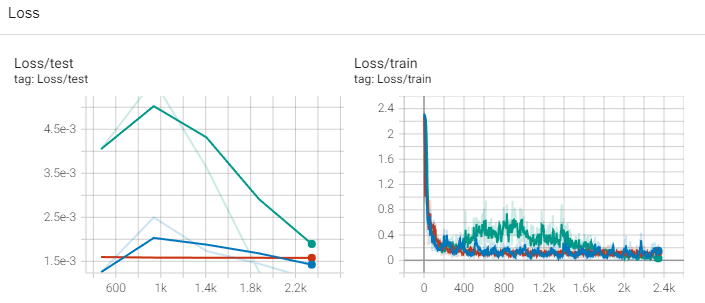 Loss
Loss/test
tag: Loss/test
4.5e-3
3.5e-3
2.5e-3
1.5e-3
600 1k 1.4k 1.8k 2.2k
Loss/train
tag: Loss/train
2.4
2
1.6
1.2
0.8
0.4
0
0 400 800 1.2k 1.6k 2k 2.4k